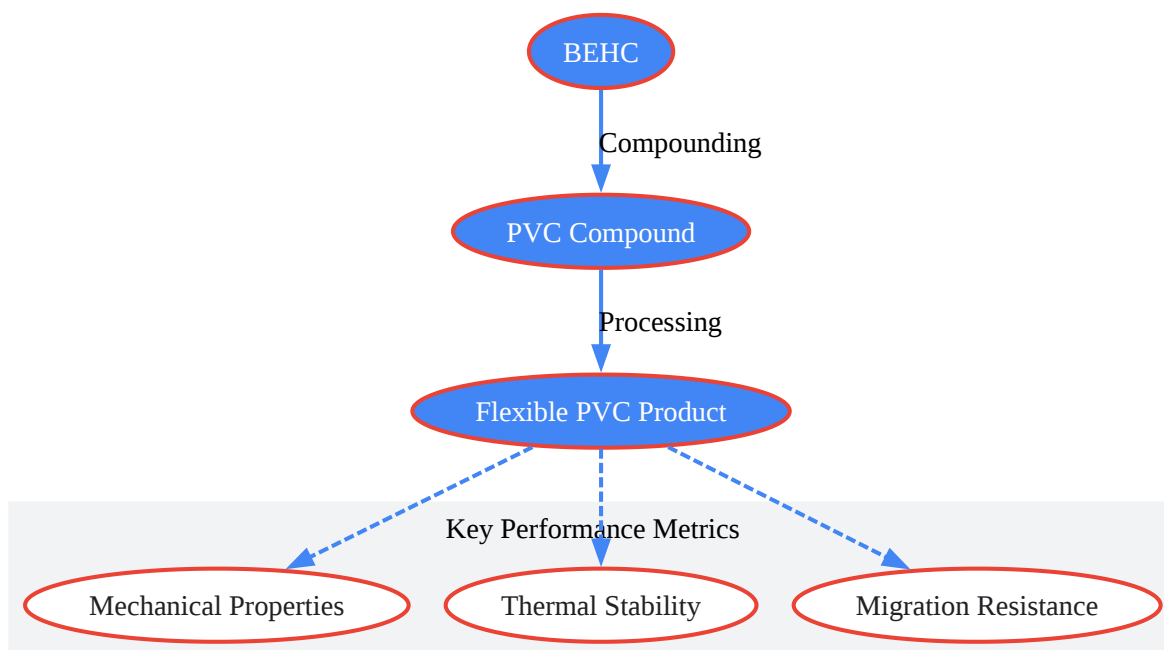 BEHC
Compounding
PVC Compound
Processing
Flexible PVC Product
Key Performance Metrics
Mechanical Properties
Thermal Stability
Migration Resistance